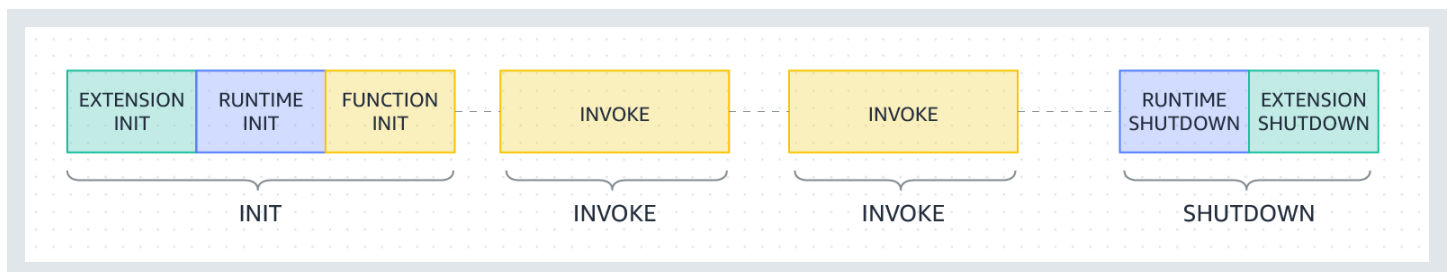 EXTENSION
INIT
RUNTIME
INIT
FUNCTION
INIT
INVOKE
INVOKE
RUNTIME
SHUTDOWN
EXTENSION
SHUTDOWN
INIT
INVOKE
INVOKE
SHUTDOWN